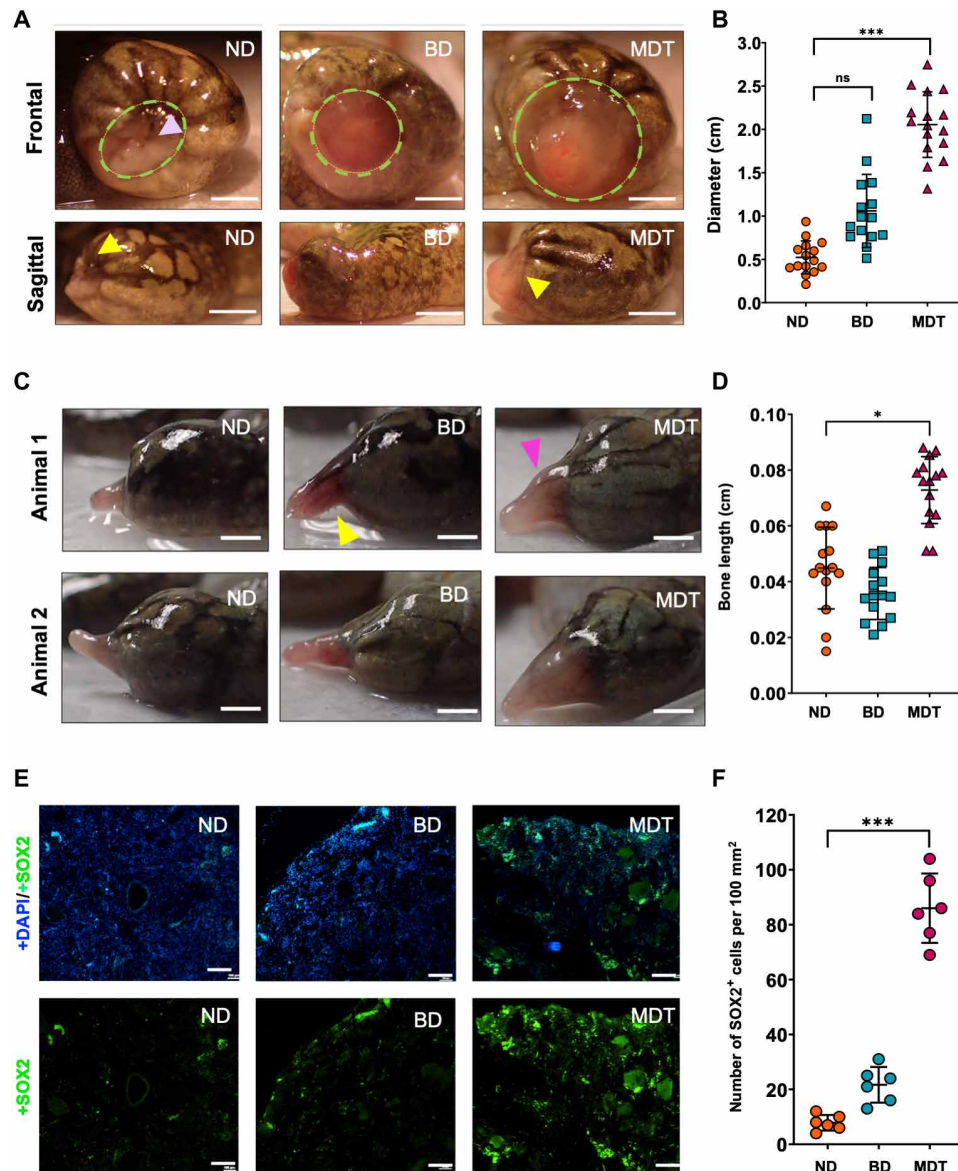 A
ND
BD
MDT
Frontal
ND
BD
MDT
Sagittal
B
3.0
2.5
2.0
1.5
1.0
0.5
0.0
Diameter (cm)
***
ns
ND BD MDT
C
ND
BD
MDT
Animal 1
ND
BD
MDT
Animal 2
D
0.10
0.08
0.06
0.04
0.02
0.00
Bone length (cm)
*
ND BD MDT
E
ND
BD
MDT
+DAPI/+SOX2
ND
BD
MDT
+SOX2
F
120
100
80
60
40
20
0
Number of SOX2⁺ cells per 100 mm²
***
ND BD MDT